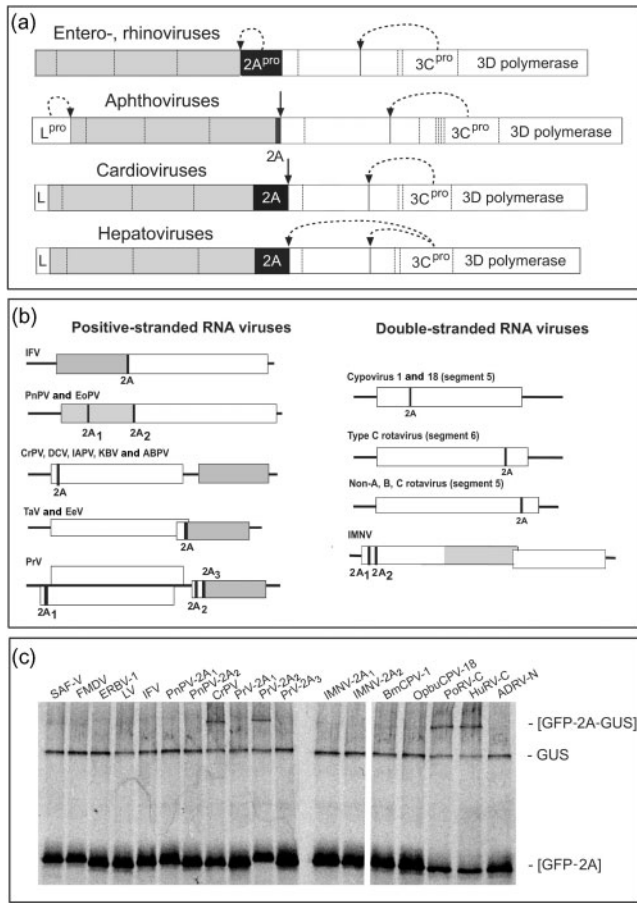 (a)
Entero-, rhinoviruses
2Apro
3Cpro
3D polymerase
Aphthoviruses
Lpro
2A
3Cpro
3D polymerase
Cardioviruses
L
2A
3Cpro
3D polymerase
Hepatoviruses
L
2A
3Cpro
3D polymerase
(b)
Positive-stranded RNA viruses
IFV
2A
PnPV and EoPV
2A1 2A2
CrPV, DCV, IAPV, KBV and ABPV
2A
TaV and EeV
2A
PrV
2A3
2A1 2A2
Double-stranded RNA viruses
Cypovirus 1 and 18 (segment 5)
2A
Type C rotavirus (segment 6)
2A
Non-A, B, C rotavirus (segment 5)
2A
IMNV
2A1 2A2
(c)
SAF-V
FMDV
ERBV-1
LV
IFV
PnPV-2A1
PnPV-2A2
CrPV
PrV-2A1
PrV-2A2
PrV-2A3
IMNV-2A1
IMNV-2A2
BmCPV-1
OpbuCPV-18
PoRV-C
HuRV-C
ADRV-N
- [GFP-2A-GUS]
- GUS
- [GFP-2A]